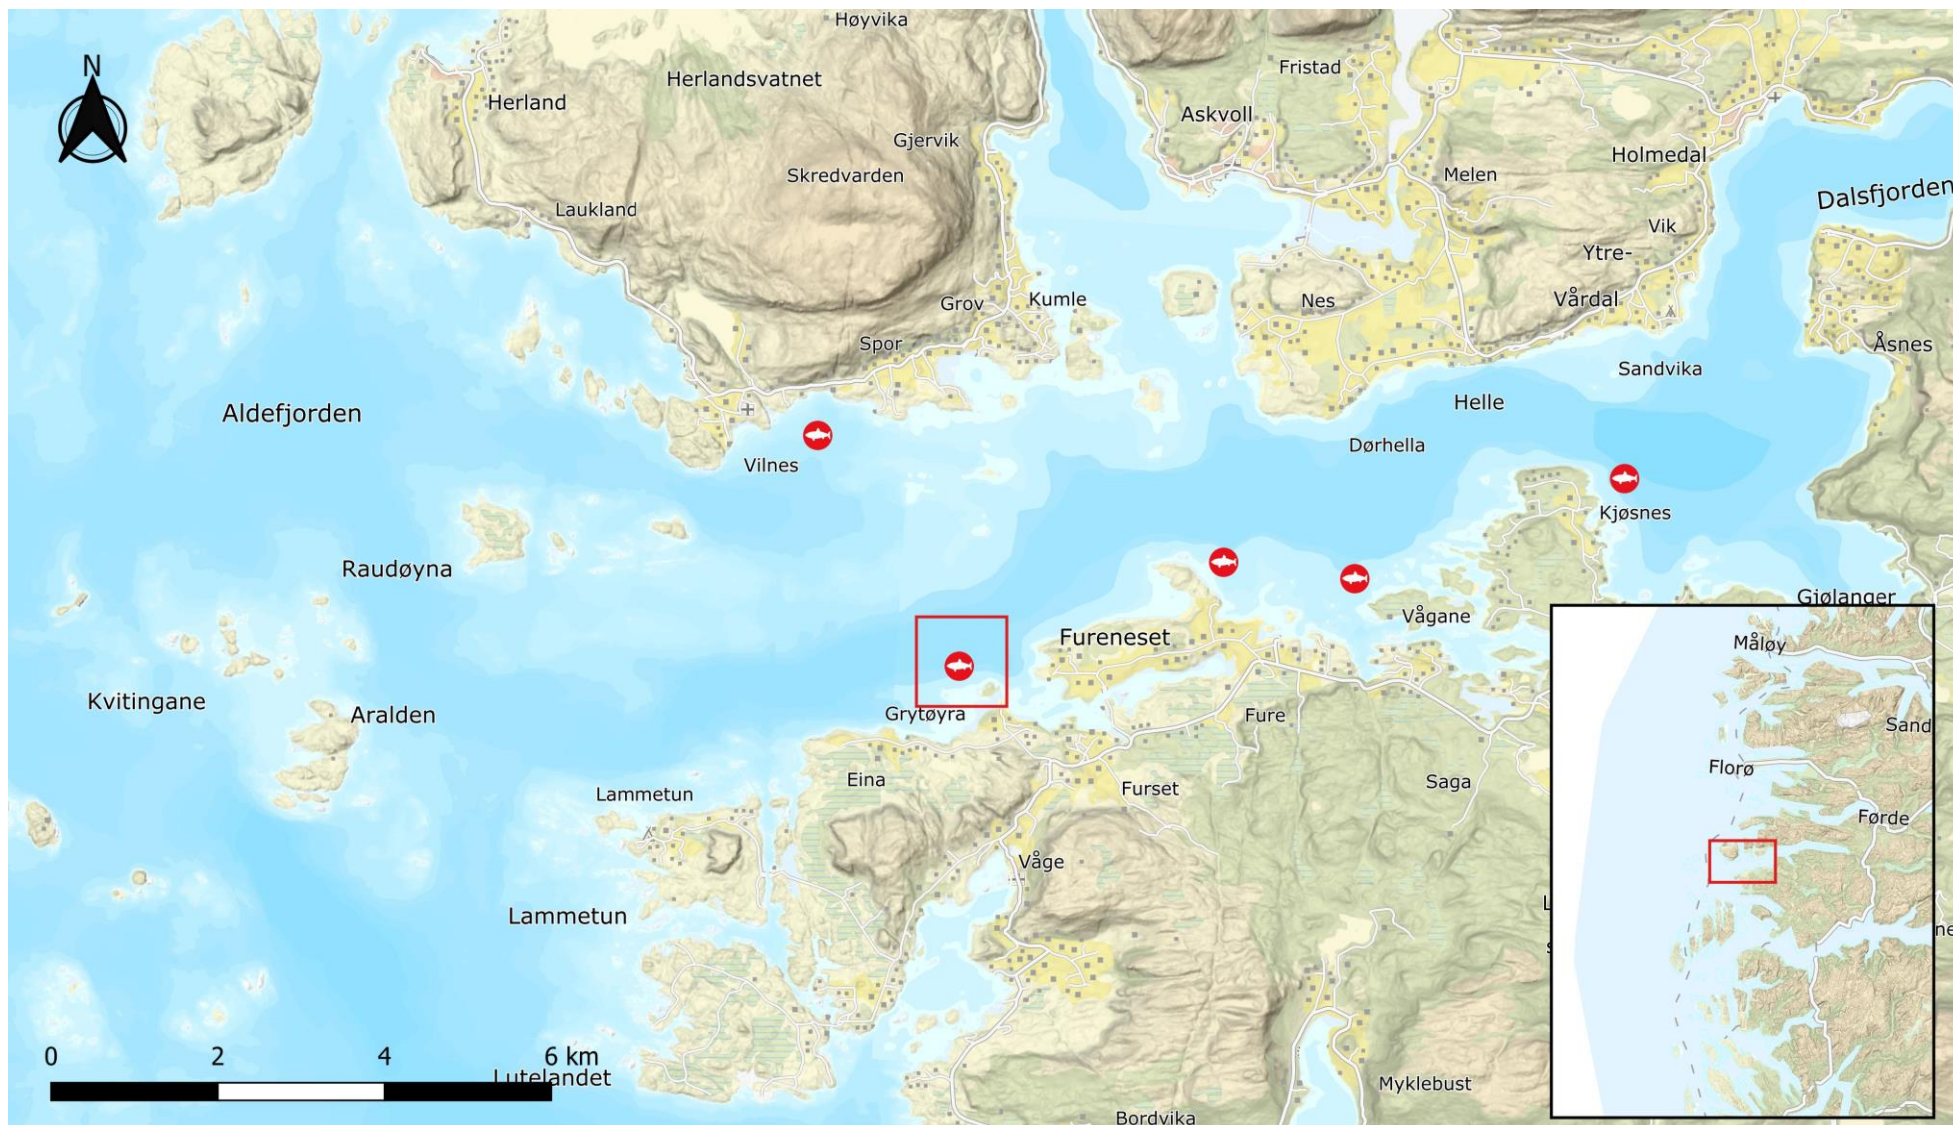 Høyvika
N
Herland
Herlandsvatnet
Fristad
Askvoll
Gjervik
Holmedal
Skredvarden
Melen
Dalsfjorden
Laukland
Vik
Ytre-
Vårdal
Grov
Kumle
Nes
Spor
Åsnes
Sandvika
Aldefjorden
Helle
Dørhella
Vilnes
Kjøsnes
Raudøyna
Gjølanger
Vågane
Fureneset
Måløy
Kvitingane
Aralden
Grytøyra
Fure
Sand
Florø
Eina
Saga
Lammetun
Furset
Førde
Våge
Lammetun
ne
0 2 4 6 km
Lutelandet
Myklebust
Bordvika